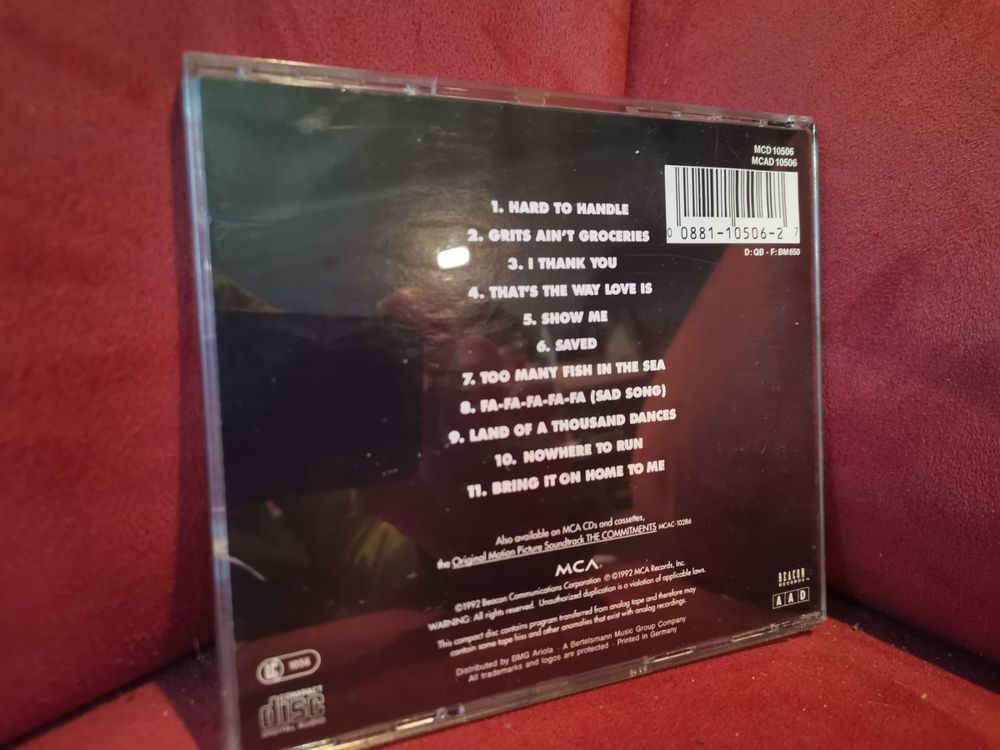 MCD 10506
MCAD 10506
0 0881-10506-2 7
D: QB · F: BM 650
1. HARD TO HANDLE
2. GRITS AIN'T GROCERIES
3. I THANK YOU
4. THAT'S THE WAY LOVE IS
5. SHOW ME
6. SAVED
7. TOO MANY FISH IN THE SEA
8. FA-FA-FA-FA-FA (SAD SONG)
9. LAND OF A THOUSAND DANCES
10. NOWHERE TO RUN
11. BRING IT ON HOME TO ME
Also available on MCA CDs and cassettes,
the Original Motion Picture Soundtrack THE COMMITMENTS MCAC-10286
MCA
©1992 Beacon Communications Corporation ℗©1992 MCA Records, Inc.
WARNING: All rights reserved. Unauthorized duplication is a violation of applicable laws.
This compact disc contains program transferred from analog tape and therefore may
contain some tape hiss and other anomalies that exist with analog recordings.
Distributed by BMG Ariola · A Bertelsmann Music Group Company
All trademarks and logos are protected · Printed in Germany
BEACON
RECORDS™
AAD
LC
COMPACT
disc
DIGITAL AUDIO